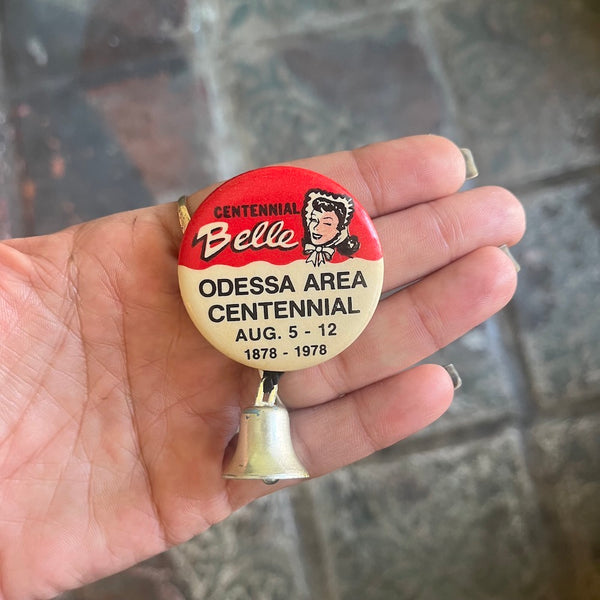 CENTENNIAL
Belle
ODESSA AREA
CENTENNIAL
AUG. 5 - 12
1878 - 1978